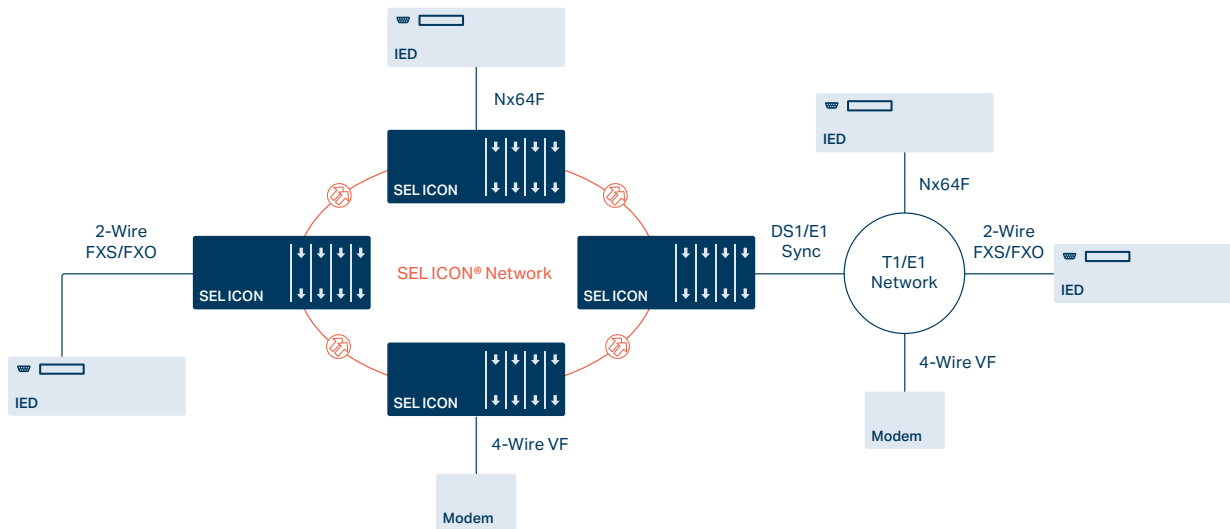 IED
Nx64F
SEL ICON
IED
Nx64F
2-Wire
FXS/FXO
SEL ICON
SEL ICON® Network
SEL ICON
DS1/E1
Sync
T1/E1
Network
2-Wire
FXS/FXO
IED
IED
SEL ICON
4-Wire VF
Modem
4-Wire VF
Modem